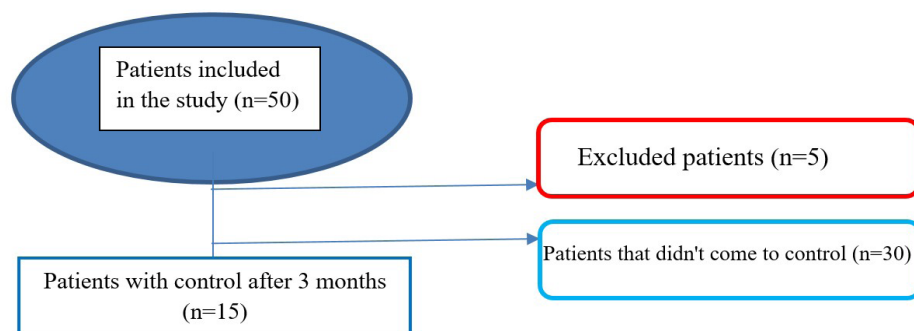 Patients included
in the study (n=50)
Excluded patients (n=5)
Patients that didn't come to control (n=30)
Patients with control after 3 months
(n=15)